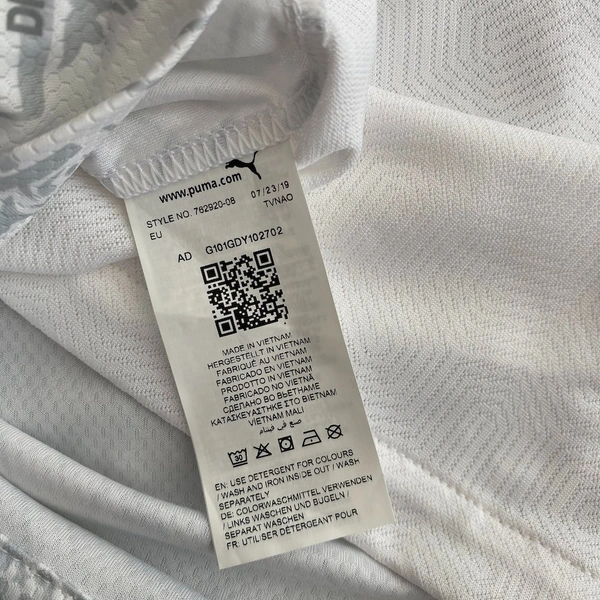 DI
www.puma.com
STYLE NO. 762920-08 07/23/19
EU TVNAO
AD G101GDY102702
MADE IN VIETNAM
HERGESTELLT IN VIETNAM
FABRIQUÉ AU VIETNAM
FABRICADO EN VIETNAM
PRODOTTO IN VIETNAM
FABRICADO NO VIETNÃ
СДЕЛАНО ВО ВЬЕТНАМЕ
ΚΑΤΑΣΚΕΥΑΣΤΗΚΕ ΣΤΟ ΒΙΕΤΝΑΜ
VIETNAM MALI
صنع في فيتنام
30
EN: USE DETERGENT FOR COLOURS
/ WASH AND IRON INSIDE OUT / WASH
SEPARATELY
DE: COLORWASCHMITTEL VERWENDEN
/ LINKS WASCHEN UND BÜGELN /
SEPARAT WASCHEN
FR: UTILISER DÉTERGENT POUR